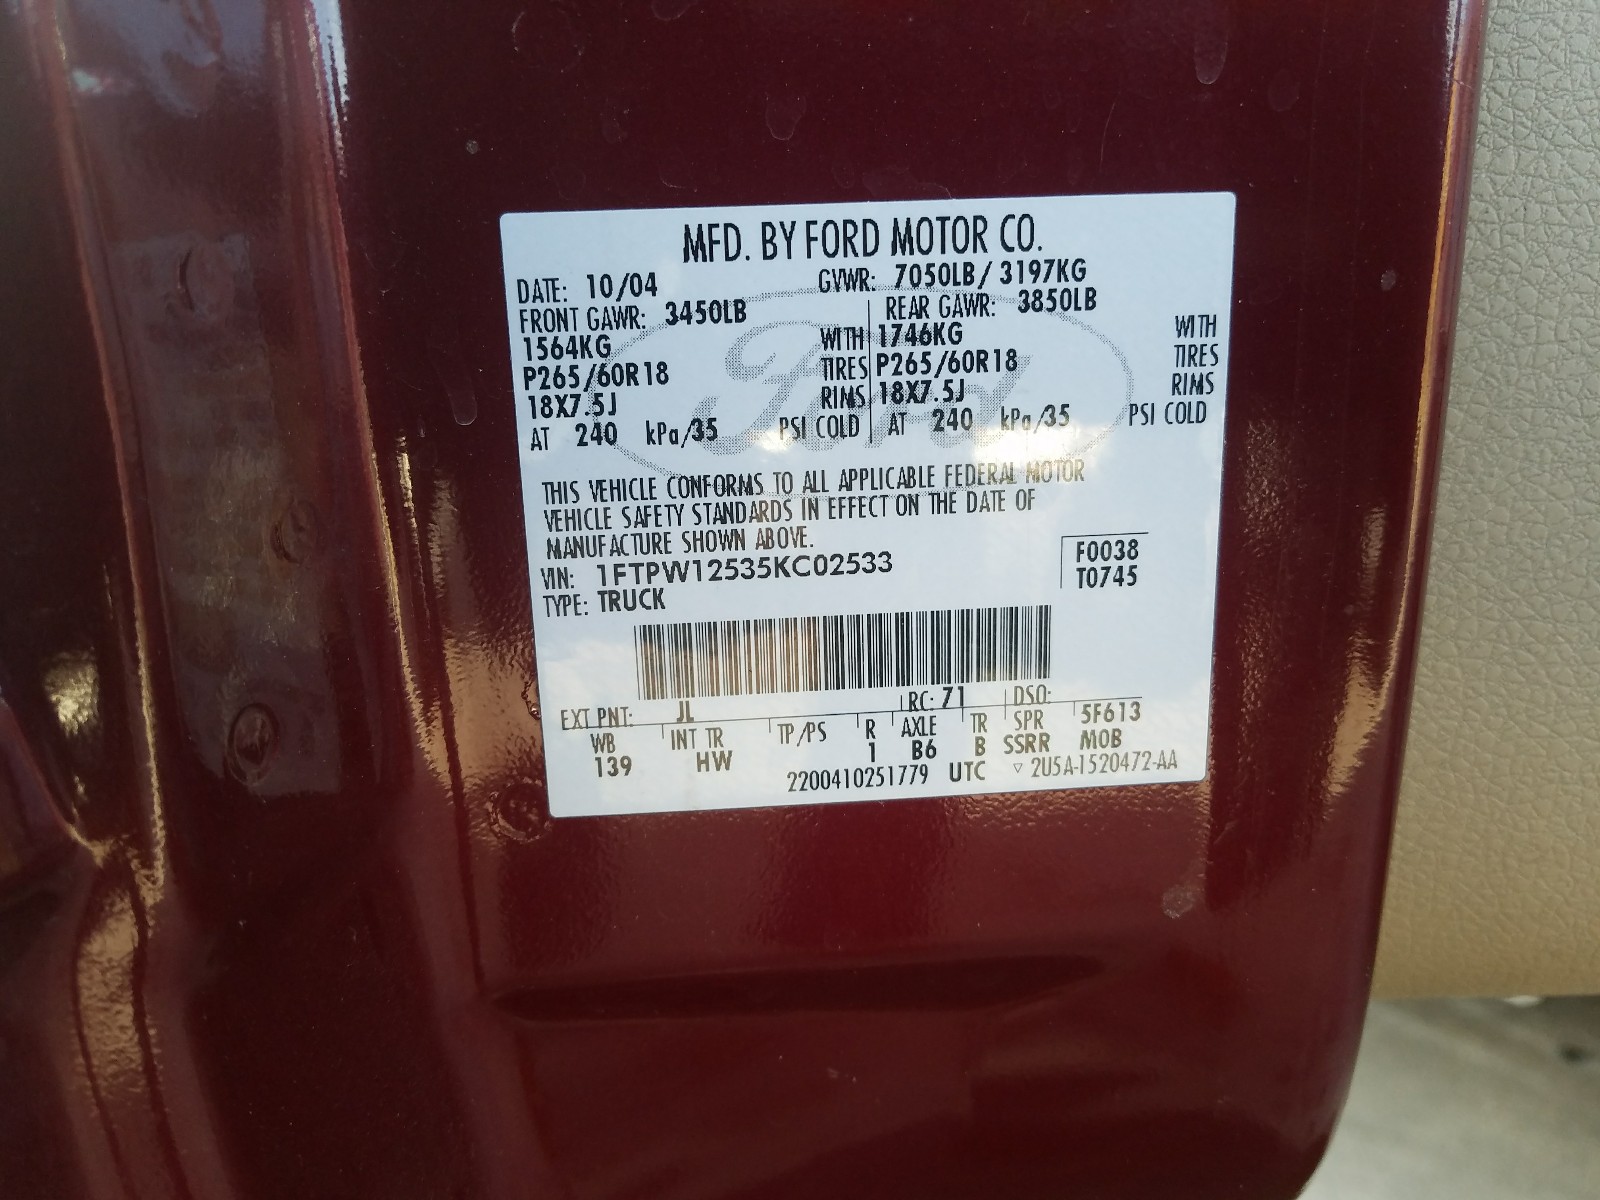 MFD. BY FORD MOTOR CO.
DATE: 10/04 GVWR: 7050LB/ 3197KG
FRONT GAWR: 3450LB REAR GAWR: 3850LB
1564KG WITH 1746KG WITH
P265/60R18 TIRES P265/60R18 TIRES
18X7.5J RIMS 18X7.5J RIMS
AT 240 kPa/35 PSI COLD AT 240 kPa/35 PSI COLD
Ford
THIS VEHICLE CONFORMS TO ALL APPLICABLE FEDERAL MOTOR
VEHICLE SAFETY STANDARDS IN EFFECT ON THE DATE OF
MANUFACTURE SHOWN ABOVE.
VIN: 1FTPW12535KC02533
TYPE: TRUCK
F0038
T0745
EXT PNT: JL RC: 71 DSO:
WB INT TR TP/PS R AXLE TR SPR 5F613
139 HW 1 B6 B SSRR M0B
2200410251779 UTC ▽ 2U5A-1520472-AA